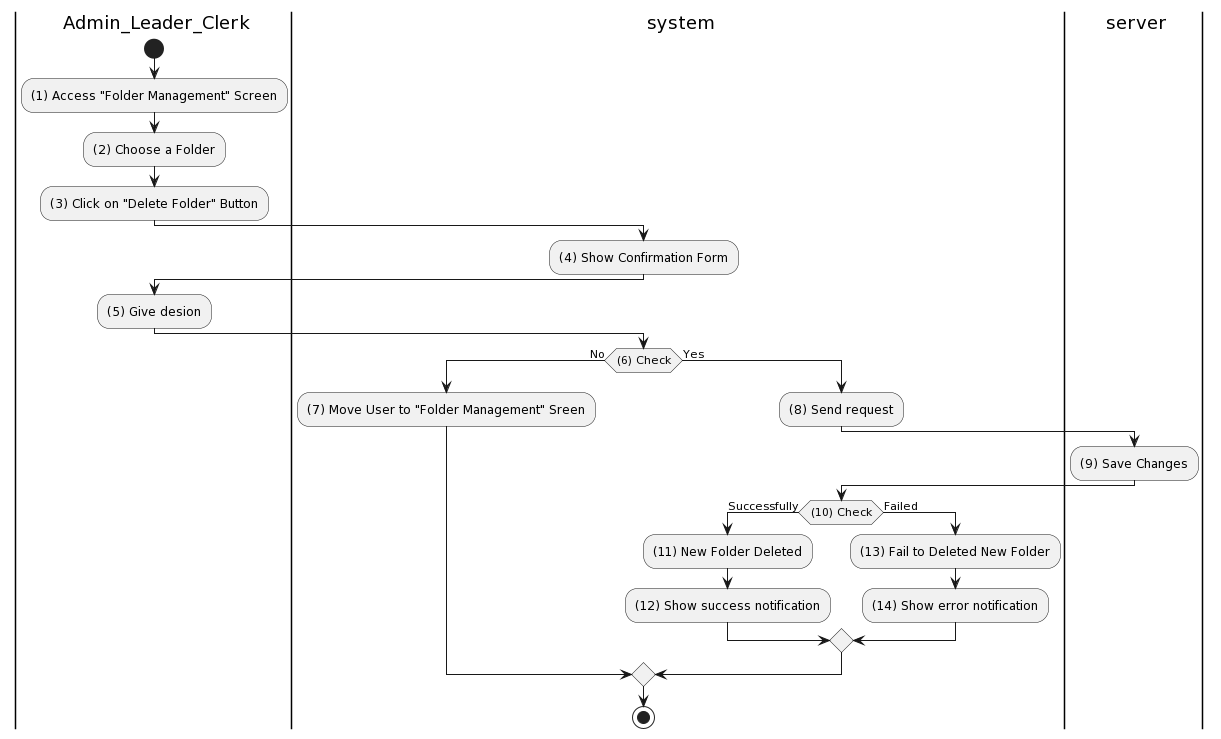 Admin_Leader_Clerk
system
server
(1) Access "Folder Management" Screen
(2) Choose a Folder
(3) Click on "Delete Folder" Button
(4) Show Confirmation Form
(5) Give desion
No
(6) Check
Yes
(7) Move User to "Folder Management" Sreen
(8) Send request
(9) Save Changes
Successfully
(10) Check
Failed
(11) New Folder Deleted
(13) Fail to Deleted New Folder
(12) Show success notification
(14) Show error notification